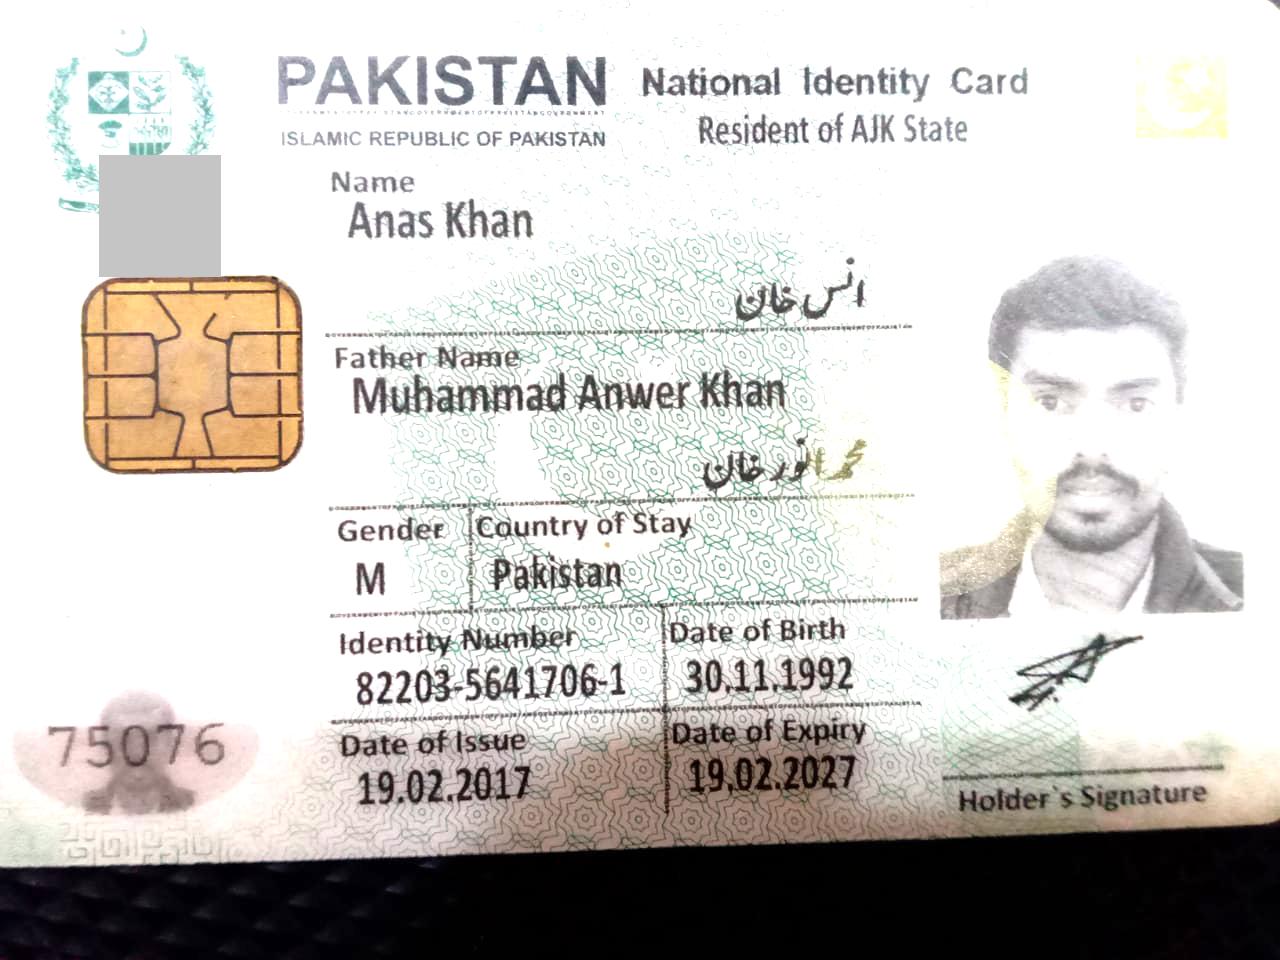 PAKISTAN National Identity Card
ISLAMIC REPUBLIC OF PAKISTAN Resident of AJK State
Name
Anas Khan
انس خان
Father Name
Muhammad Anwer Khan
محمد انور خان
Gender Country of Stay
M Pakistan
Identity Number Date of Birth
82203-5641706-1 30.11.1992
75076
Date of Issue Date of Expiry
19.02.2017 19.02.2027
Holder's Signature